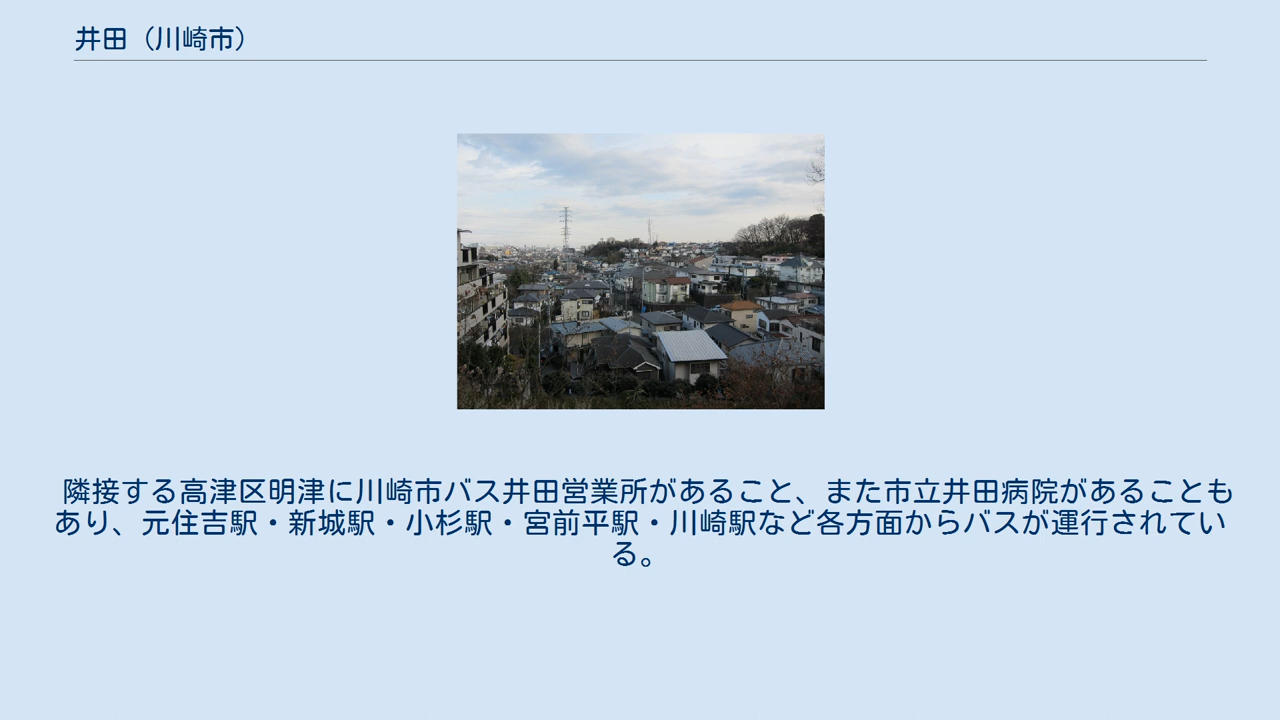 井田（川崎市）
隣接する高津区明津に川崎市バス井田営業所があること、また市立井田病院があることも
あり、元住吉駅・新城駅・小杉駅・宮前平駅・川崎駅など各方面からバスが運行されてい
る。